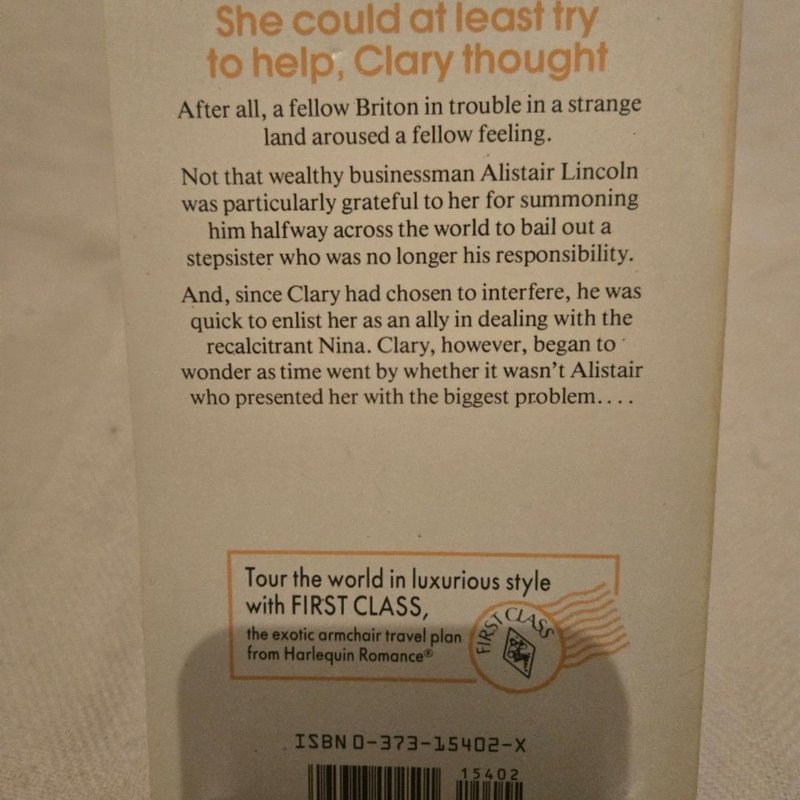 She could at least try
to help, Clary thought
After all, a fellow Briton in trouble in a strange
land aroused a fellow feeling.
Not that wealthy businessman Alistair Lincoln
was particularly grateful to her for summoning
him halfway across the world to bail out a
stepsister who was no longer his responsibility.
And, since Clary had chosen to interfere, he was
quick to enlist her as an ally in dealing with the
recalcitrant Nina. Clary, however, began to
wonder as time went by whether it wasn't Alistair
who presented her with the biggest problem....
Tour the world in luxurious style
with FIRST CLASS,
the exotic armchair travel plan
from Harlequin Romance®
FIRST CLASS
ISBN 0-373-15402-X
15402